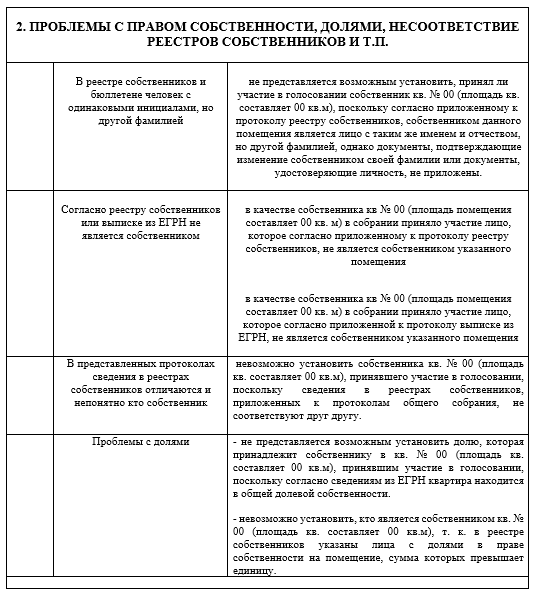 2. ПРОБЛЕМЫ С ПРАВОМ СОБСТВЕННОСТИ, ДОЛЯМИ, НЕСООТВЕТСТВИЕ
РЕЕСТРОВ СОБСТВЕННИКОВ И Т.П.
В реестре собственников и
бюллетене человек с
одинаковыми инициалами, но
другой фамилией
не представляется возможным установить, принял ли
участие в голосовании собственник кв. № 00 (площадь кв.
составляет 00 кв.м), поскольку согласно приложенному к
протоколу реестру собственников, собственником данного
помещения является лицо с таким же именем и отчеством,
но другой фамилией, однако документы, подтверждающие
изменение собственником своей фамилии или документы,
удостоверяющие личность, не приложены.
Согласно реестру собственников
или выписке из ЕГРН не
является собственником
в качестве собственника кв № 00 (площадь помещения
составляет 00 кв. м) в собрании приняло участие лицо,
которое согласно приложенному к протоколу реестру
собственников, не является собственником указанного
помещения
в качестве собственника кв № 00 (площадь помещения
составляет 00 кв. м) в собрании приняло участие лицо,
которое согласно приложенной к протоколу выписке из
ЕГРН, не является собственником указанного помещения
В представленных протоколах
сведения в реестрах
собственников отличаются и
непонятно кто собственник
невозможно установить собственника кв. № 00 (площадь
кв. составляет 00 кв.м), принявшего участие в голосовании,
поскольку сведения в реестрах собственников,
приложенных к протоколам общего собрания, не
соответствуют друг другу.
Проблемы с долями
- не представляется возможным установить долю, которая
принадлежит собственнику в кв. № 00 (площадь кв.
составляет 00 кв.м), принявшим участие в голосовании,
поскольку согласно сведениям из ЕГРН квартира находится
в общей долевой собственности.
- невозможно установить, кто является собственником кв. №
00 (площадь кв. составляет 00 кв.м), т. к. в реестре
собственников указаны лица с долями в праве
собственности на помещение, сумма которых превышает
единицу.